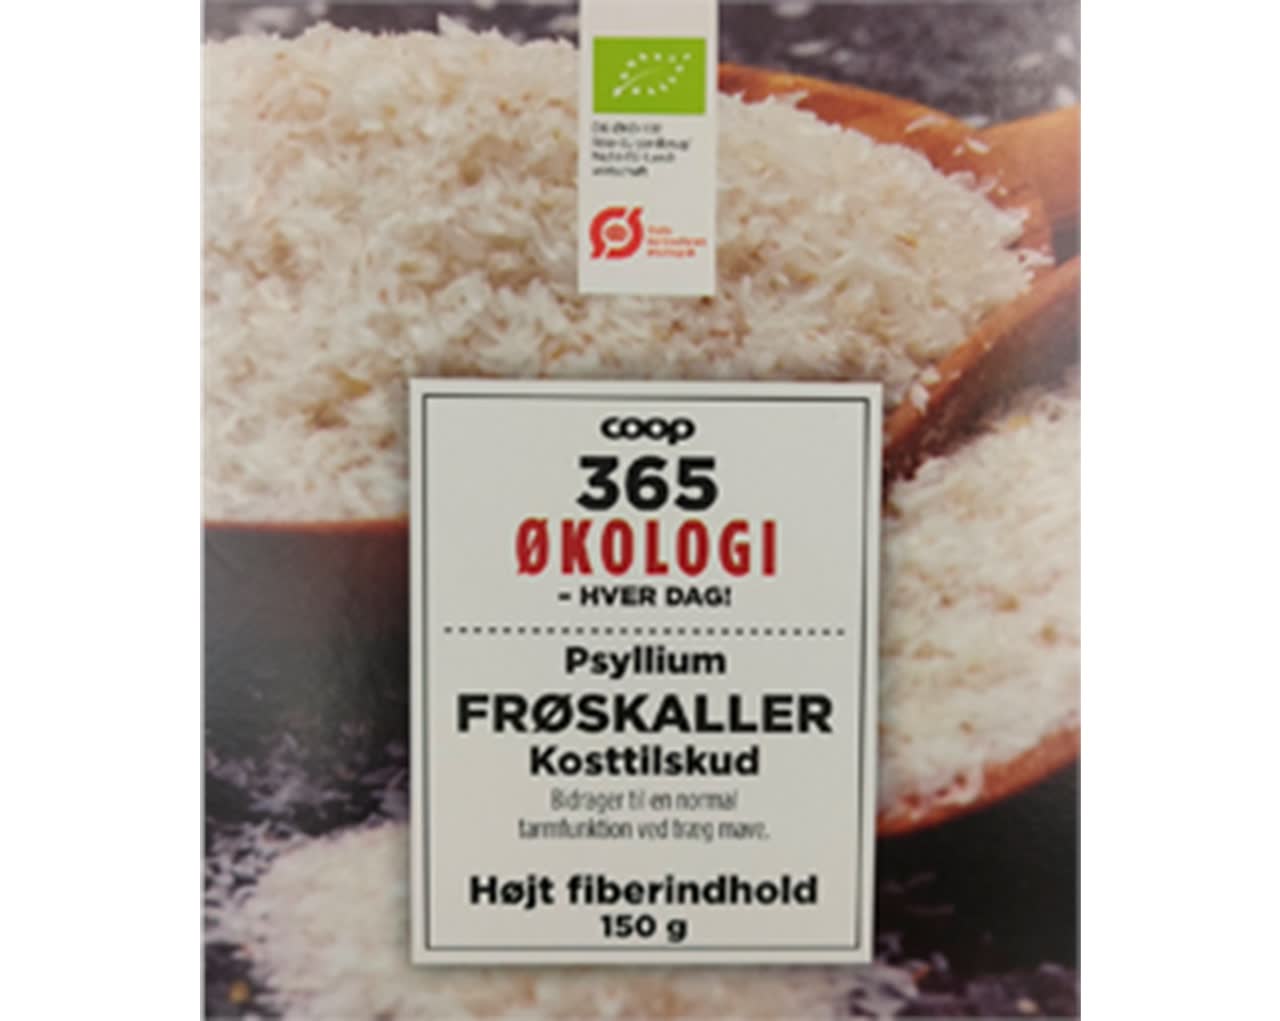 coop
365
ØKOLOGI
- HVER DAG!
Psyllium
FRØSKALLER
Kosttilskud
Bidrager til en normal
tarmfunktion ved træg mave.
Højt fiberindhold
150 g